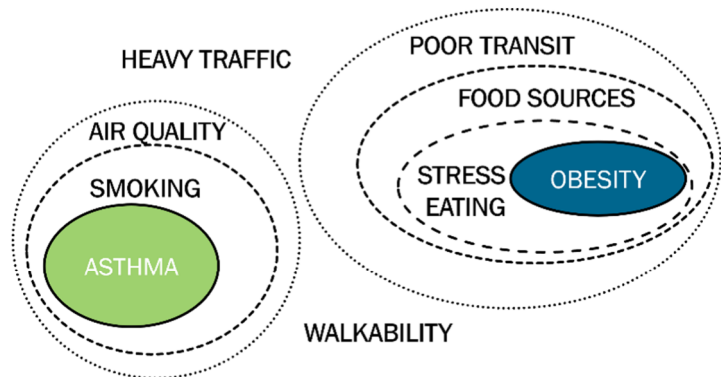 POOR TRANSIT
HEAVY TRAFFIC
FOOD SOURCES
AIR QUALITY
SMOKING
STRESS
EATING
OBESITY
ASTHMA
WALKABILITY